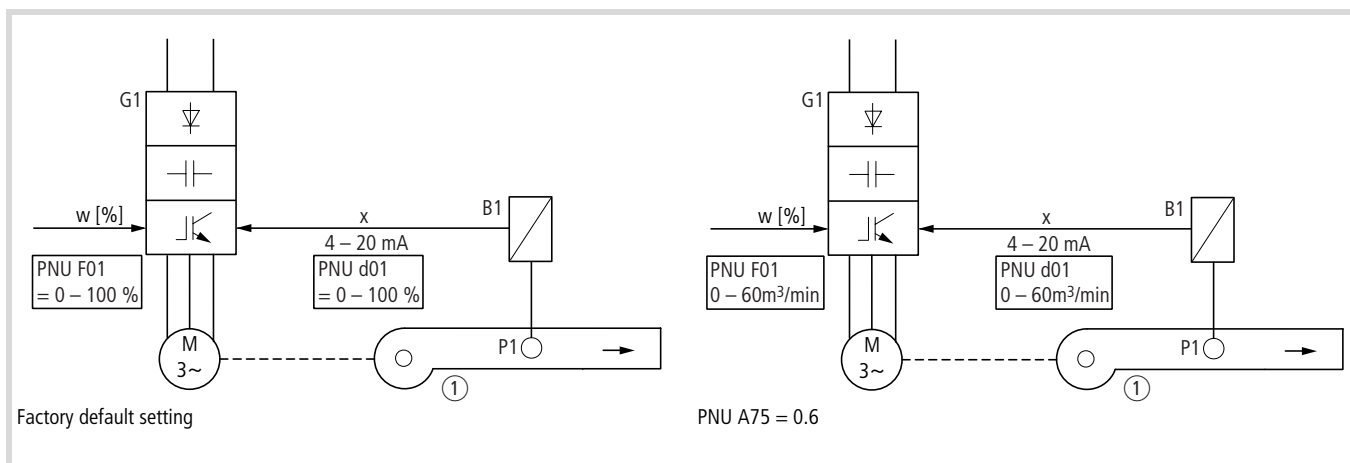 G1
w [%]
PNU F01
= 0 – 100 %
x
4 – 20 mA
PNU d01
= 0 – 100 %
B1
M
3~
P1
1
Factory default setting
G1
w [%]
PNU F01
0 – 60m³/min
x
4 – 20 mA
PNU d01
0 – 60m³/min
B1
M
3~
P1
1
PNU A75 = 0.6